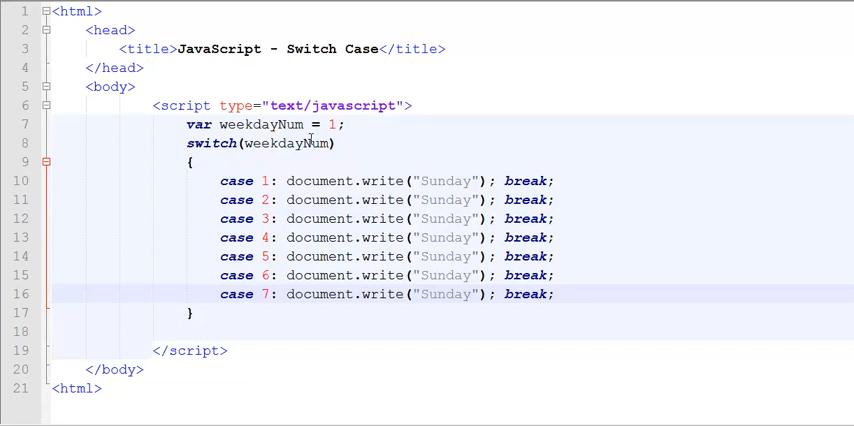 1 <html>
2 <head>
3 <title>JavaScript - Switch Case</title>
4 </head>
5 <body>
6 <script type="text/javascript">
7 var weekdayNum = 1;
8 switch(weekdayNum)
9 {
10 case 1: document.write("Sunday"); break;
11 case 2: document.write("Sunday"); break;
12 case 3: document.write("Sunday"); break;
13 case 4: document.write("Sunday"); break;
14 case 5: document.write("Sunday"); break;
15 case 6: document.write("Sunday"); break;
16 case 7: document.write("Sunday"); break;
17 }
18
19 </script>
20 </body>
21 <html>